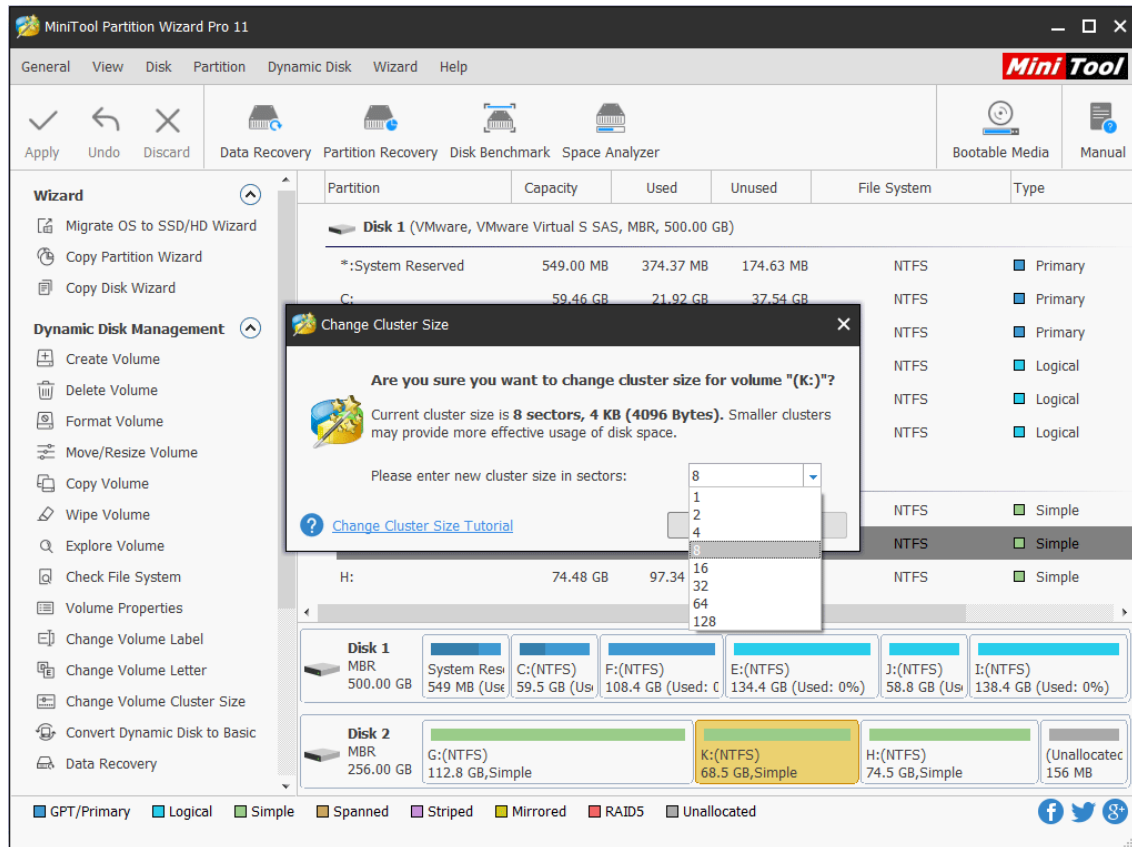 MiniTool Partition Wizard Pro 11
General View Disk Partition Dynamic Disk Wizard Help
Mini Tool
Apply Undo Discard Data Recovery Partition Recovery Disk Benchmark Space Analyzer Bootable Media Manual
Wizard
Migrate OS to SSD/HD Wizard
Copy Partition Wizard
Copy Disk Wizard
Dynamic Disk Management
Create Volume
Delete Volume
Format Volume
Move/Resize Volume
Copy Volume
Wipe Volume
Explore Volume
Check File System
Volume Properties
Change Volume Label
Change Volume Letter
Change Volume Cluster Size
Convert Dynamic Disk to Basic
Data Recovery
Partition Capacity Used Unused File System Type
Disk 1 (VMware, VMware Virtual S SAS, MBR, 500.00 GB)
*:System Reserved 549.00 MB 374.37 MB 174.63 MB NTFS Primary
C: 59.46 GB 21.92 GB 37.54 GB NTFS Primary
NTFS Primary
NTFS Logical
NTFS Logical
NTFS Logical
NTFS Simple
NTFS Simple
H: 74.48 GB 97.34 NTFS Simple
Change Cluster Size
Are you sure you want to change cluster size for volume "(K:)"?
Current cluster size is 8 sectors, 4 KB (4096 Bytes). Smaller clusters
may provide more effective usage of disk space.
Please enter new cluster size in sectors: 8
1
2
4
8
16
32
64
128
Change Cluster Size Tutorial
Disk 1
MBR
500.00 GB
System Rese
549 MB (Use
C:(NTFS)
59.5 GB (Us
F:(NTFS)
108.4 GB (Used: 0
E:(NTFS)
134.4 GB (Used: 0%)
J:(NTFS)
58.8 GB (Us
I:(NTFS)
138.4 GB (Used: 0%)
Disk 2
MBR
256.00 GB
G:(NTFS)
112.8 GB,Simple
K:(NTFS)
68.5 GB,Simple
H:(NTFS)
74.5 GB,Simple
(Unallocatec
156 MB
GPT/Primary Logical Simple Spanned Striped Mirrored RAID5 Unallocated